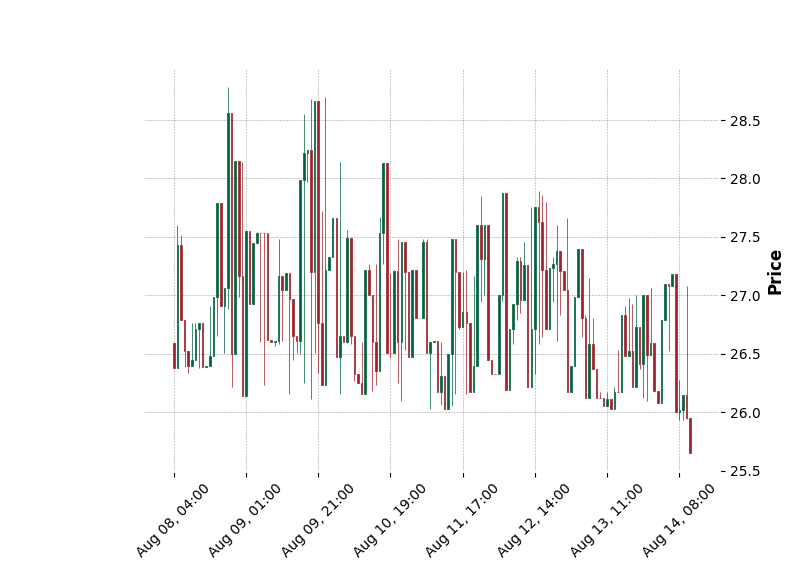 28.5
28.0
27.5
27.0
26.5
26.0
25.5
Price
Aug 08, 04:00
Aug 09, 01:00
Aug 09, 21:00
Aug 10, 19:00
Aug 11, 17:00
Aug 12, 14:00
Aug 13, 11:00
Aug 14, 08:00